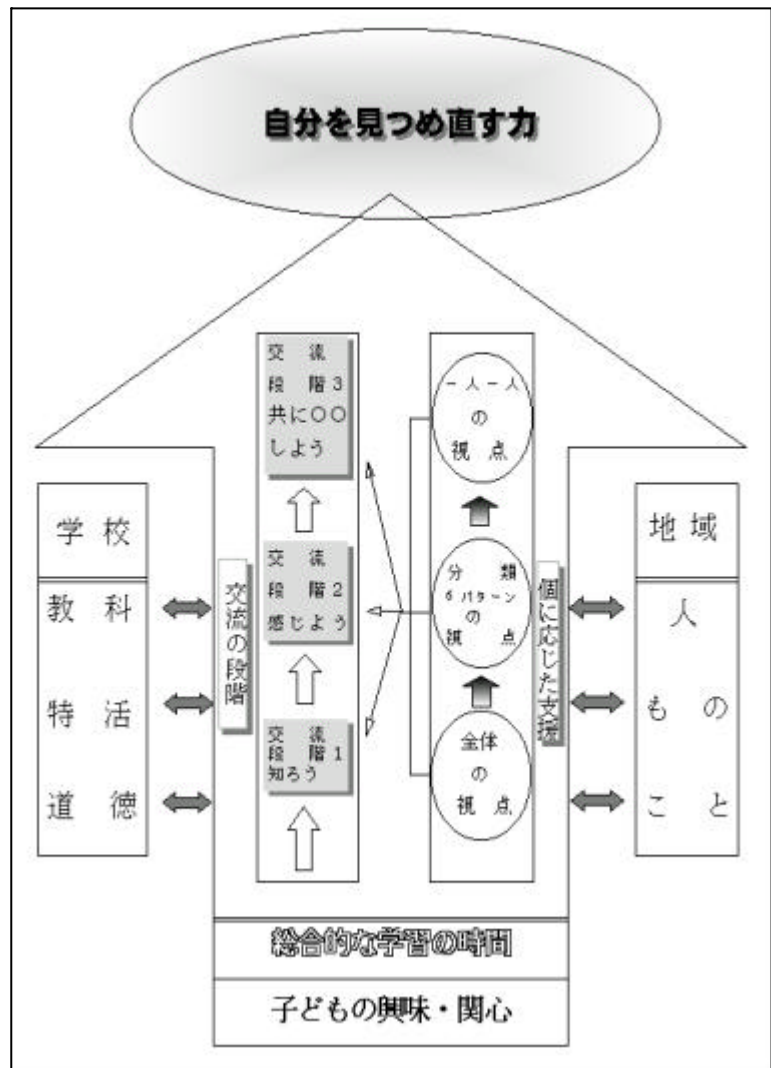 自分を見つめ直す力
交流
段階3
共に〇〇
しよう
一人一人
の
視点
学校
教科
特活
道徳
交流の段階
交流
段階2
感じよう
分類
6パターン
の
視点
個に応じた支援
地域
人
もの
こと
交流
段階1
知ろう
全体
の
視点
総合的な学習の時間
子どもの興味・関心